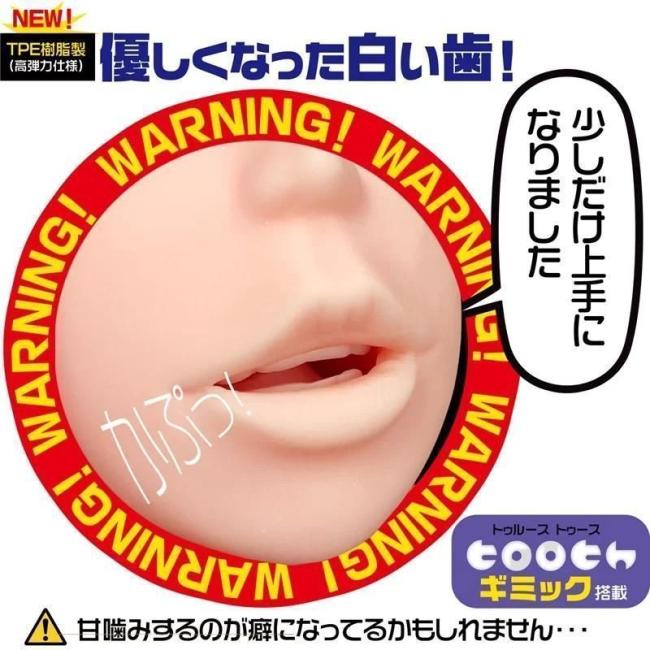 NEW!
TPE樹脂製
(高弾力仕様)
優しくなった白い歯!
WARNING! WARNING! WARNING! WARNING! WARNING! WARNING!
少しだけ上手に
なりました
かぷっ!
トゥルース トゥース
tooth
ギミック搭載
甘噛みするのが癖になってるかもしれません・・・